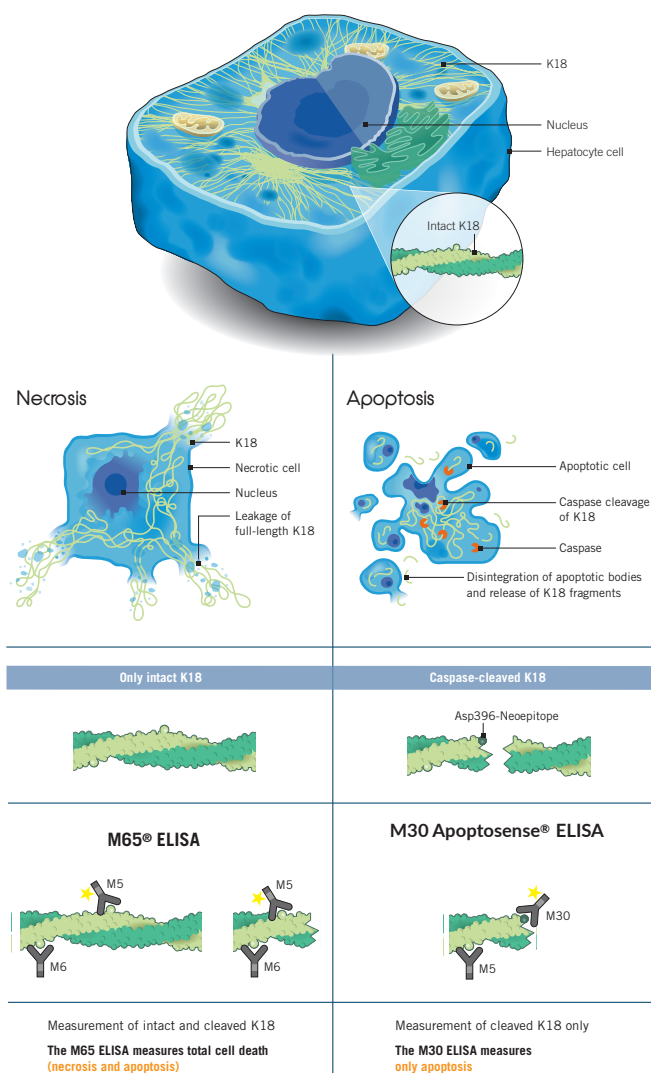 K18
Nucleus
Hepatocyte cell
Intact K18
Necrosis
K18
Necrotic cell
Nucleus
Leakage of
full-length K18
Apoptosis
Apoptotic cell
Caspase cleavage
of K18
Caspase
Disintegration of apoptotic bodies
and release of K18 fragments
Only intact K18
Caspase-cleaved K18
Asp396-Neoepitope
M65® ELISA
M5
M6
M5
M6
M30 Apoptosense® ELISA
M30
M5
Measurement of intact and cleaved K18
The M65 ELISA measures total cell death
(necrosis and apoptosis)
Measurement of cleaved K18 only
The M30 ELISA measures
only apoptosis